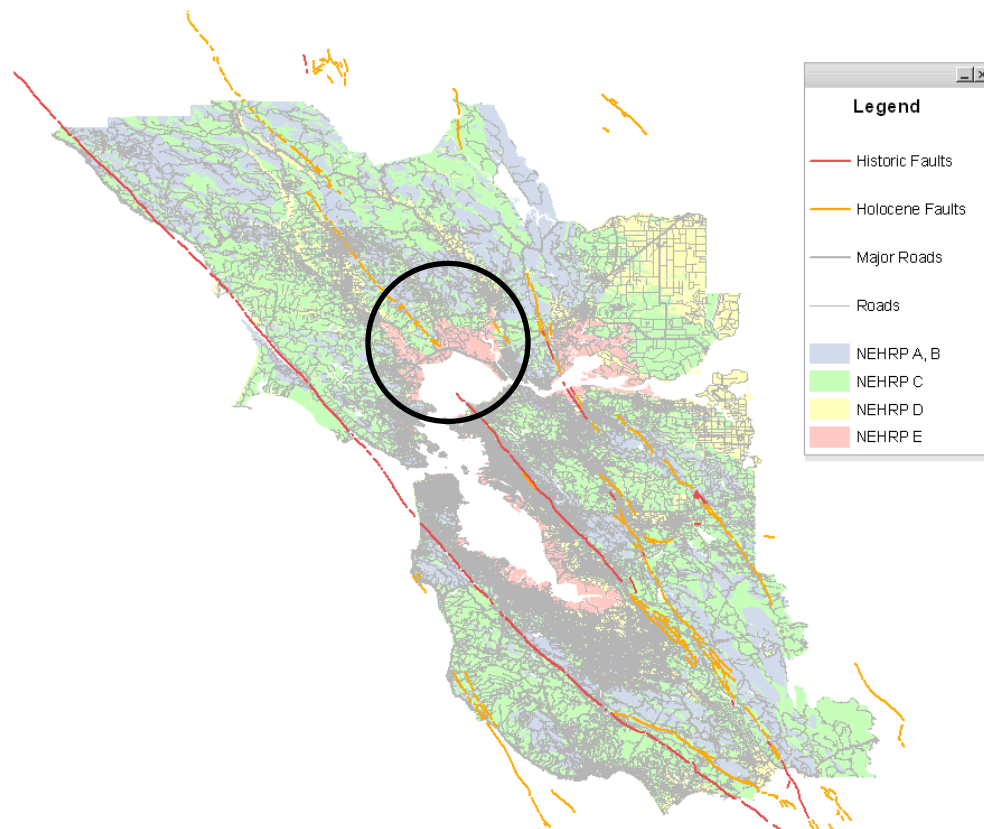 Legend
Historic Faults
Holocene Faults
Major Roads
Roads
NEHRP A, B
NEHRP C
NEHRP D
NEHRP E